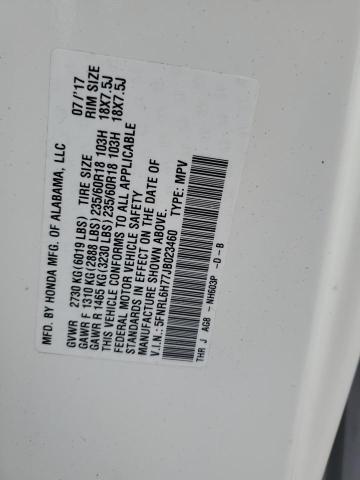 MFD. BY HONDA MFG. OF ALABAMA, LLC 07/'17
GVWR 2730 KG(6019 LBS) TIRE SIZE RIM SIZE
GAWR F 1310 KG(2888 LBS) 235/60R18 103H 18X7.5J
GAWR R 1465 KG(3230 LBS) 235/60R18 103H 18X7.5J
THIS VEHICLE CONFORMS TO ALL APPLICABLE
FEDERAL MOTOR VEHICLE SAFETY
STANDARDS IN EFFECT ON THE DATE OF
MANUFACTURE SHOWN ABOVE.
V.I.N.: 5FNRL6H77JB023460 TYPE: MPV
THR J AGB -NH603P -D-B